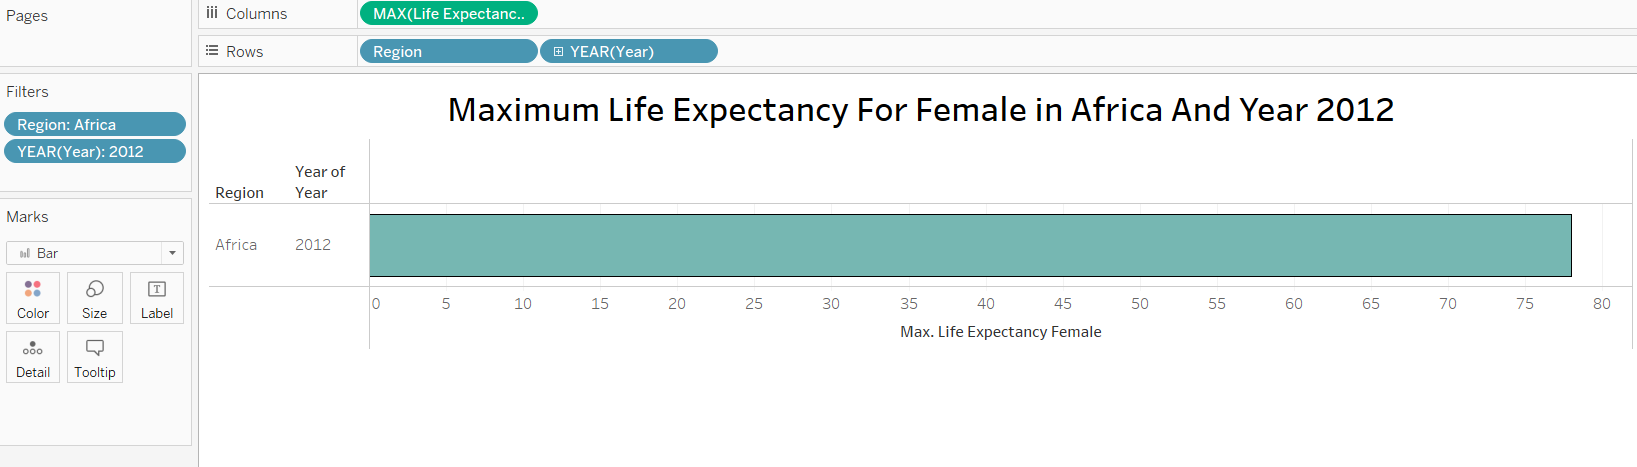 Pages
Columns
MAX(Life Expectanc..
Rows
Region
YEAR(Year)
Filters
Region: Africa
YEAR(Year): 2012
Marks
Bar
Color
Size
Label
Detail
Tooltip
Maximum Life Expectancy For Female in Africa And Year 2012
Region
Year of
Year
Africa
2012
0 5 10 15 20 25 30 35 40 45 50 55 60 65 70 75 80
Max. Life Expectancy Female